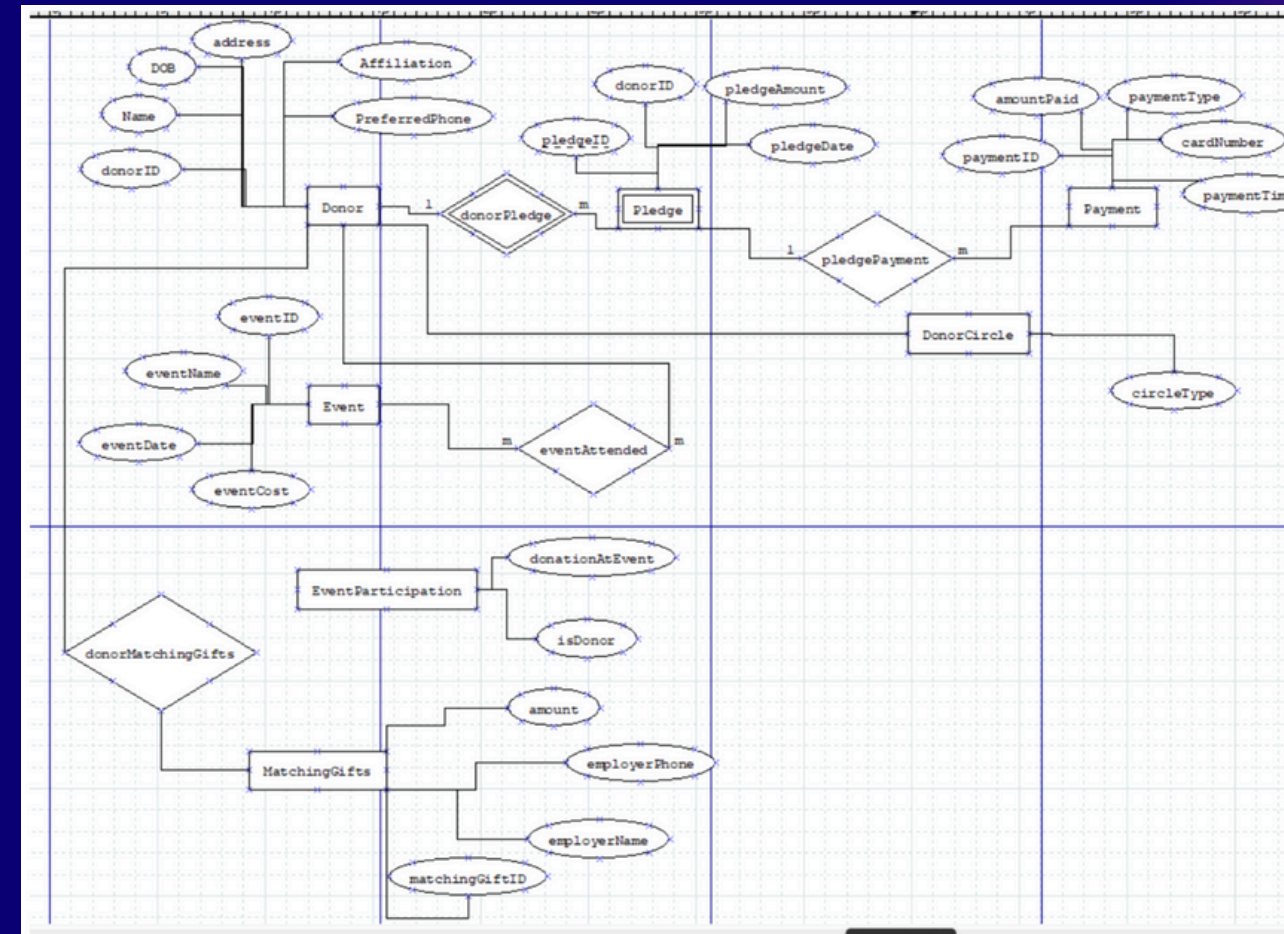 address
DOB
Affiliation
Name
PreferredPhone
donorID
donorID
pledgeAmount
pledgeID
pledgeDate
amountPaid
paymentType
cardNumber
paymentID
paymentTim
Donor
1
donorPledge
m
Pledge
Payment
1
pledgePayment
m
eventID
DonorCircle
eventName
circleType
Event
eventDate
m
eventAttended
m
eventCost
donationAtEvent
EventParticipation
isDonor
donorMatchingGifts
amount
MatchingGifts
employerPhone
employerName
matchingGiftID